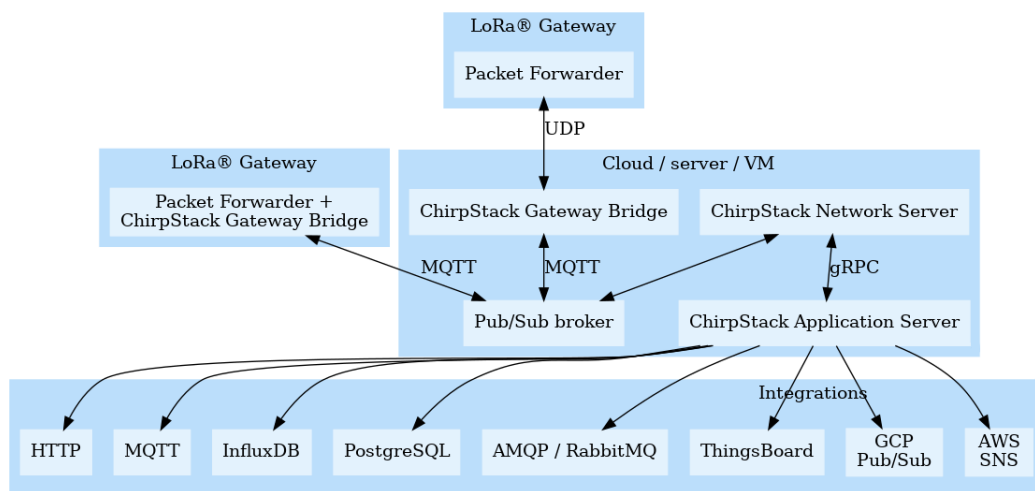 LoRa® Gateway
Packet Forwarder
UDP
LoRa® Gateway
Packet Forwarder +
ChirpStack Gateway Bridge
Cloud / server / VM
ChirpStack Gateway Bridge
ChirpStack Network Server
MQTT
MQTT
gRPC
Pub/Sub broker
ChirpStack Application Server
Integrations
HTTP
MQTT
InfluxDB
PostgreSQL
AMQP / RabbitMQ
ThingsBoard
GCP
Pub/Sub
AWS
SNS